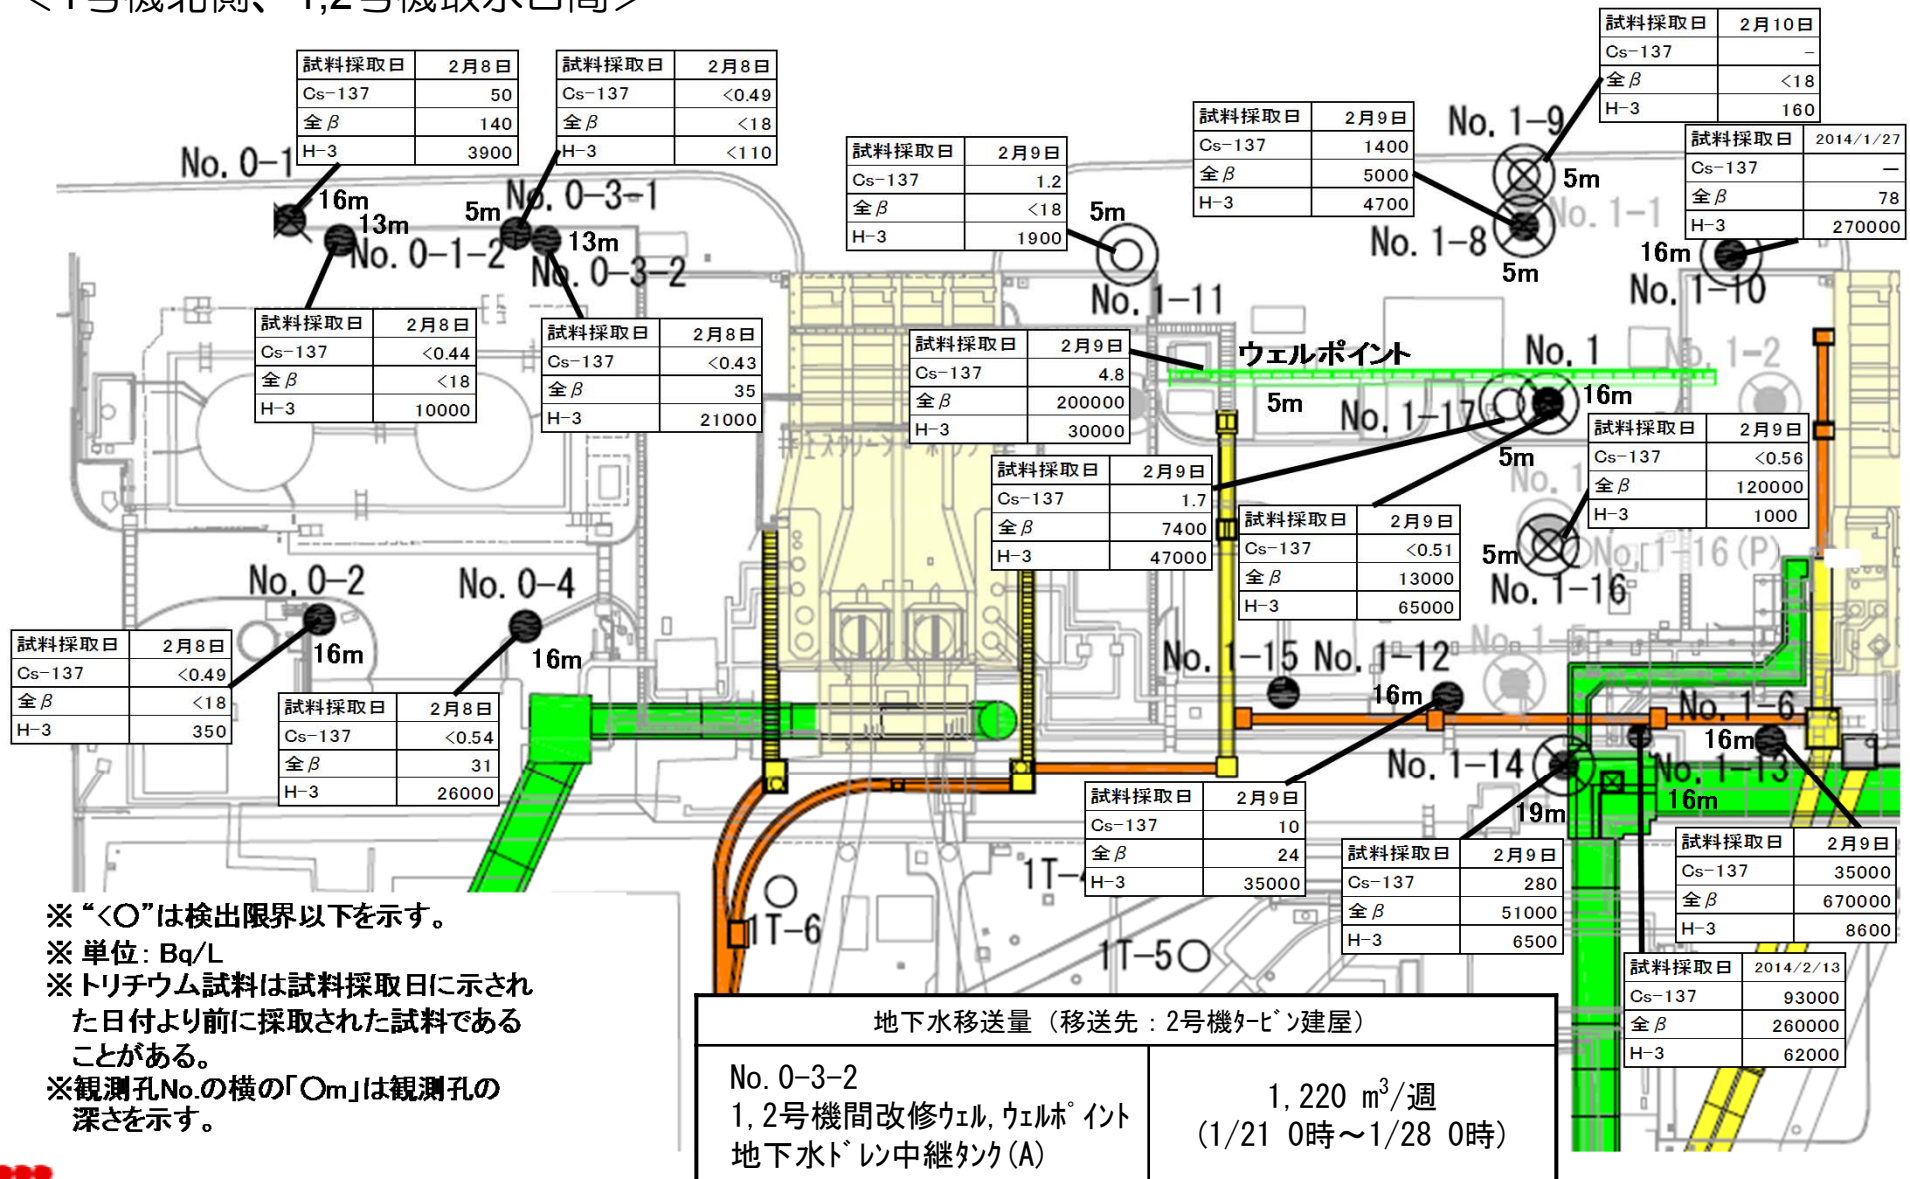 ＜1号機北側、1,2号機取水口間＞
試料採取日 2月8日
Cs-137 50
全β 140
H-3 3900
試料採取日 2月8日
Cs-137 <0.49
全β <18
H-3 <110
試料採取日 2月10日
Cs-137 -
全β <18
H-3 160
試料採取日 2月9日
Cs-137 1400
全β 5000
H-3 4700
試料採取日 2月9日
Cs-137 1.2
全β <18
H-3 1900
試料採取日 2014/1/27
Cs-137 —
全β 78
H-3 270000
No. 0-1
16m
13m
No. 0-1-2
5m
No. 0-3-1
13m
No. 0-3-2
5m
No. 1-11
No. 1-9
5m
No. 1-1
No. 1-8
5m
16m
No. 1-10
試料採取日 2月8日
Cs-137 <0.44
全β <18
H-3 10000
試料採取日 2月8日
Cs-137 <0.43
全β 35
H-3 21000
試料採取日 2月9日
Cs-137 4.8
全β 200000
H-3 30000
ウェルポイント
5m
No. 1
16m
No. 1-2
No. 1-17
5m
試料採取日 2月9日
Cs-137 <0.56
全β 120000
H-3 1000
試料採取日 2月9日
Cs-137 1.7
全β 7400
H-3 47000
試料採取日 2月9日
Cs-137 <0.51
全β 13000
H-3 65000
5m
No. 1-16(P)
No. 1-16
No. 0-2
16m
No. 0-4
16m
試料採取日 2月8日
Cs-137 <0.49
全β <18
H-3 350
試料採取日 2月8日
Cs-137 <0.54
全β 31
H-3 26000
No. 1-15
No. 1-12
16m
No. 1-5
No. 1-6
16m
No. 1-14
19m
No. 1-13
16m
試料採取日 2月9日
Cs-137 10
全β 24
H-3 35000
試料採取日 2月9日
Cs-137 280
全β 51000
H-3 6500
試料採取日 2月9日
Cs-137 35000
全β 670000
H-3 8600
試料採取日 2014/2/13
Cs-137 93000
全β 260000
H-3 62000
1T-6
1T-5
※ “<〇”は検出限界以下を示す。
※ 単位: Bq/L
※ トリチウム試料は試料採取日に示され
た日付より前に採取された試料である
ことがある。
※観測孔No.の横の「〇m」は観測孔の
深さを示す。
地下水移送量 (移送先 : 2号機ﾀｰﾋﾞﾝ建屋)
No. 0-3-2
1, 2号機間改修ｳｪﾙ, ｳｪﾙﾎﾟｲﾝﾄ
地下水ﾄﾞﾚﾝ中継ﾀﾝｸ(A)
1, 220 m³/週
(1/21 0時～1/28 0時)